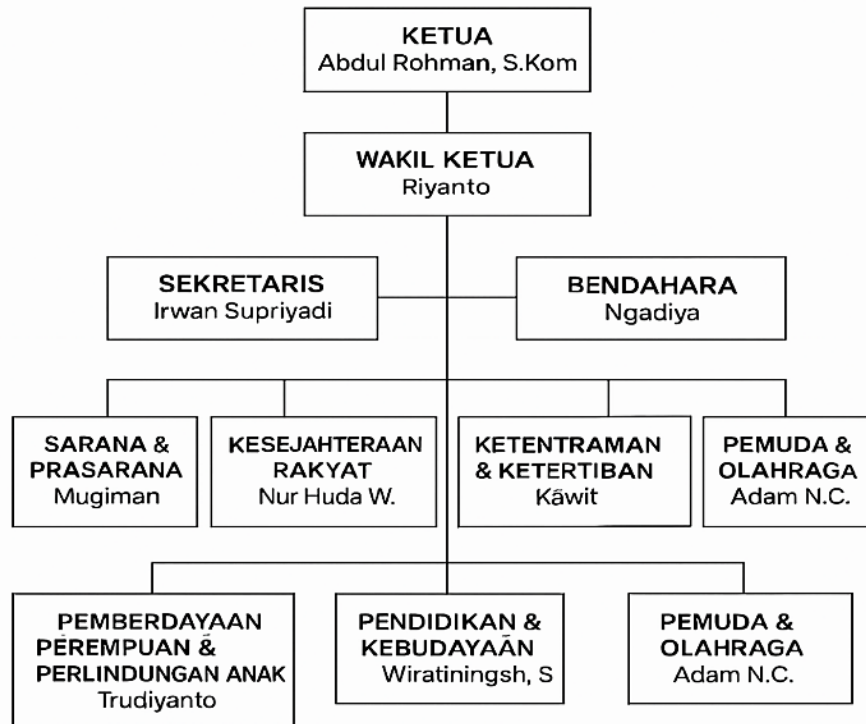 KETUA
Abdul Rohman, S.Kom
WAKIL KETUA
Riyanto
SEKRETARIS
Irwan Supriyadi
BENDAHARA
Ngadiya
SARANA &
PRASARANA
Mugiman
KESEJAHTERAAN
RAKYAT
Nur Huda W.
KETENTRAMAN
& KETERTIBAN
Kāwit
PEMUDA &
OLAHRAGA
Adam N.C.
PEMBERDAYAAN
PEREMPUAN &
PERLINDUNGAN ANAK
Trudiyanto
PENDIDIKAN &
KEBUDAYAĀN
Wiratiningsh, S
PEMUDA &
OLAHRAGA
Adam N.C.